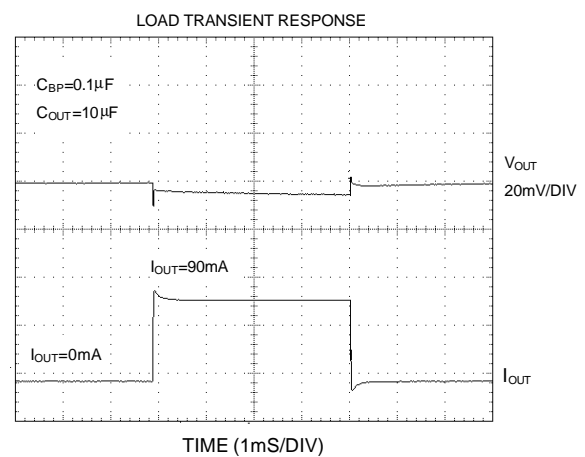 LOAD TRANSIENT RESPONSE
CBP=0.1µF
COUT=10µF
VOUT
20mV/DIV
IOUT=90mA
IOUT=0mA
IOUT
TIME (1mS/DIV)